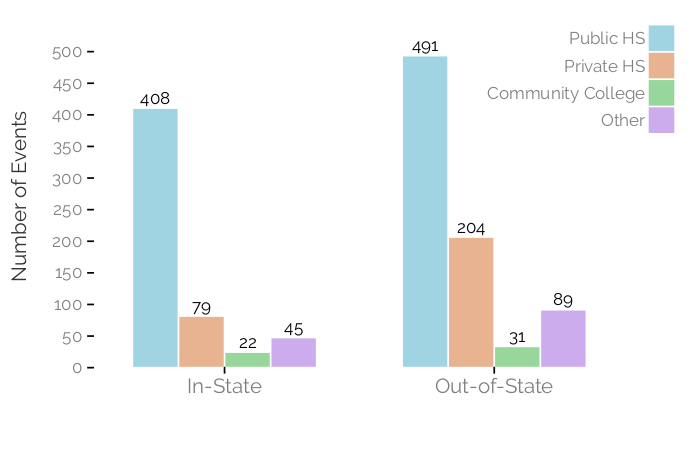 Public HS
Private HS
Community College
Other
Number of Events
500
450
400
350
300
250
200
150
100
50
0
408
79
22
45
491
204
31
89
In-State
Out-of-State